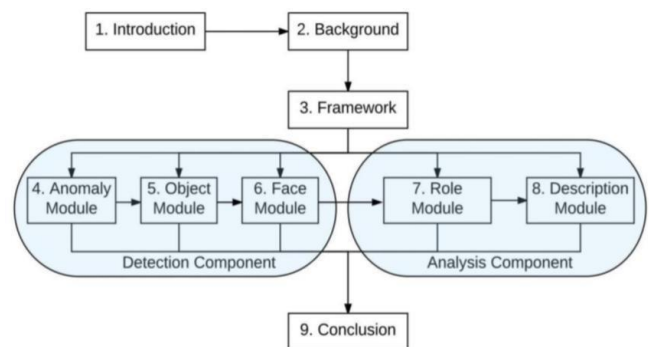 1. Introduction
2. Background
3. Framework
4. Anomaly
Module
5. Object
Module
6. Face
Module
7. Role
Module
8. Description
Module
Detection Component
Analysis Component
9. Conclusion